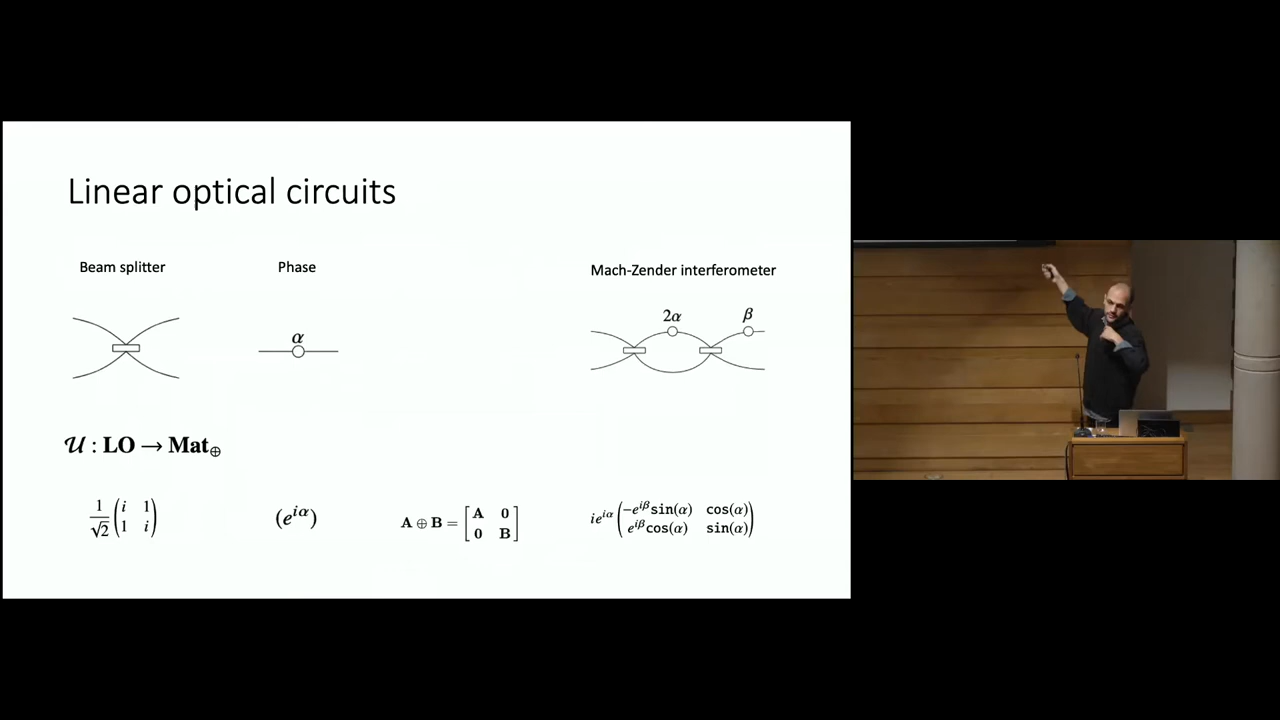 Linear optical circuits
Beam splitter
Phase
Mach-Zender interferometer
α
2α
β
𝒰 : LO → Mat⊕
1/√2 (i 1
1 i)
(e^{iα})
A ⊕ B = [A 0
0 B]
ie^{iα} (−e^{iβ}sin(α) cos(α)
e^{iβ}cos(α) sin(α))